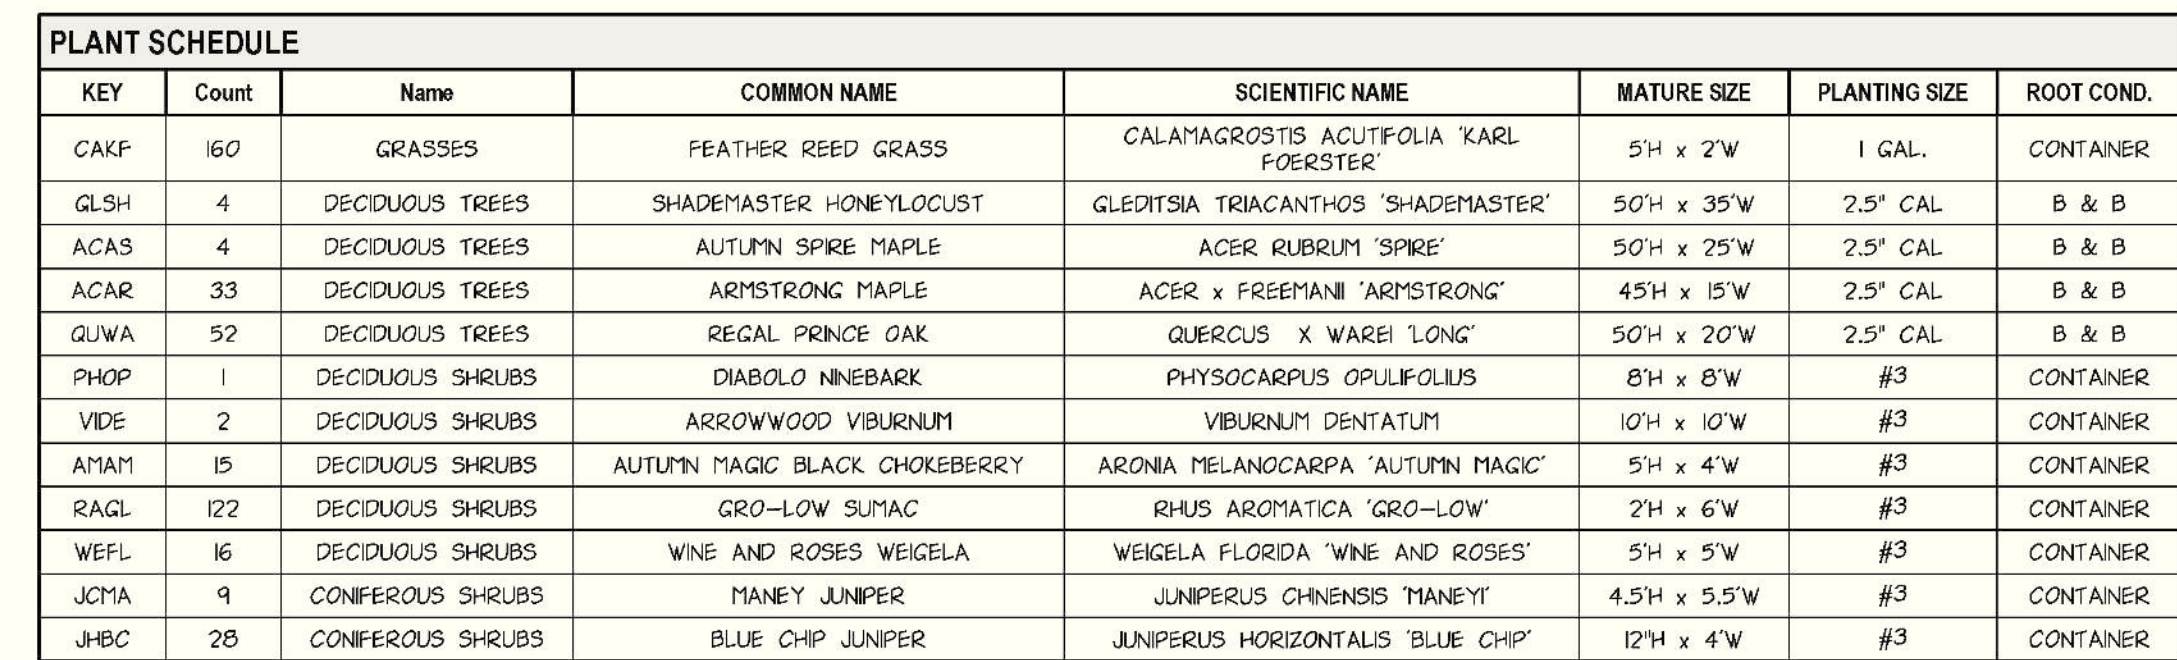 PLANT SCHEDULE
KEY Count Name COMMON NAME SCIENTIFIC NAME MATURE SIZE PLANTING SIZE ROOT COND.
CAKF 160 GRASSES FEATHER REED GRASS CALAMAGROSTIS ACUTIFOLIA 'KARL FOERSTER' 5'H x 2'W 1 GAL. CONTAINER
GLSH 4 DECIDUOUS TREES SHADEMASTER HONEYLOCUST GLEDITSIA TRIACANTHOS 'SHADEMASTER' 50'H x 35'W 2.5" CAL B & B
ACAS 4 DECIDUOUS TREES AUTUMN SPIRE MAPLE ACER RUBRUM 'SPIRE' 50'H x 25'W 2.5" CAL B & B
ACAR 33 DECIDUOUS TREES ARMSTRONG MAPLE ACER x FREEMANII 'ARMSTRONG' 45'H x 15'W 2.5" CAL B & B
QUWA 52 DECIDUOUS TREES REGAL PRINCE OAK QUERCUS X WAREI 'LONG' 50'H x 20'W 2.5" CAL B & B
PHOP 1 DECIDUOUS SHRUBS DIABOLO NINEBARK PHYSOCARPUS OPULIFOLIUS 8'H x 8'W #3 CONTAINER
VIDE 2 DECIDUOUS SHRUBS ARROWWOOD VIBURNUM VIBURNUM DENTATUM 10'H x 10'W #3 CONTAINER
AMAM 15 DECIDUOUS SHRUBS AUTUMN MAGIC BLACK CHOKEBERRY ARONIA MELANOCARPA 'AUTUMN MAGIC' 5'H x 4'W #3 CONTAINER
RAGL 122 DECIDUOUS SHRUBS GRO-LOW SUMAC RHUS AROMATICA 'GRO-LOW' 2'H x 6'W #3 CONTAINER
WEFL 16 DECIDUOUS SHRUBS WINE AND ROSES WEIGELA WEIGELA FLORIDA 'WINE AND ROSES' 5'H x 5'W #3 CONTAINER
JCMA 9 CONIFEROUS SHRUBS MANEY JUNIPER JUNIPERUS CHINENSIS 'MANEYI' 4.5'H x 5.5'W #3 CONTAINER
JHBC 28 CONIFEROUS SHRUBS BLUE CHIP JUNIPER JUNIPERUS HORIZONTALIS 'BLUE CHIP' 12"H x 4'W #3 CONTAINER